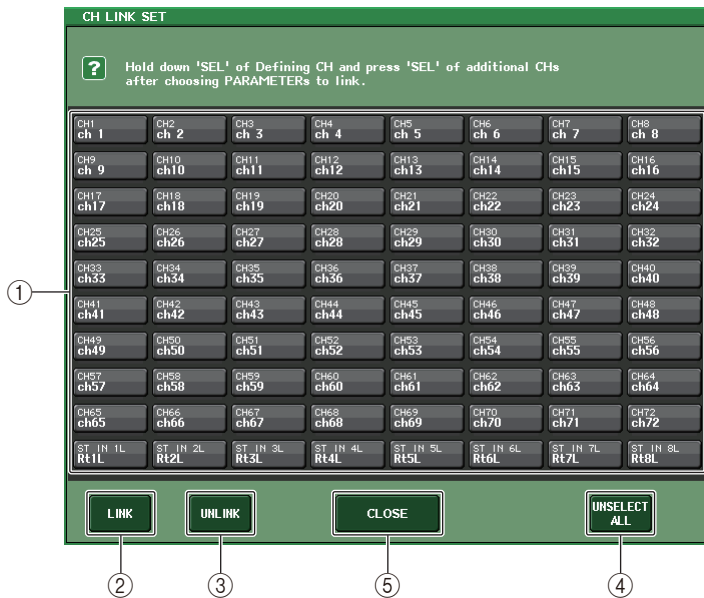 CH LINK SET
?
Hold down 'SEL' of Defining CH and press 'SEL' of additional CHs
after choosing PARAMETERs to link.
CH1 CH2 CH3 CH4 CH5 CH6 CH7 CH8
ch 1 ch 2 ch 3 ch 4 ch 5 ch 6 ch 7 ch 8
CH9 CH10 CH11 CH12 CH13 CH14 CH15 CH16
ch 9 ch10 ch11 ch12 ch13 ch14 ch15 ch16
CH17 CH18 CH19 CH20 CH21 CH22 CH23 CH24
ch17 ch18 ch19 ch20 ch21 ch22 ch23 ch24
CH25 CH26 CH27 CH28 CH29 CH30 CH31 CH32
ch25 ch26 ch27 ch28 ch29 ch30 ch31 ch32
CH33 CH34 CH35 CH36 CH37 CH38 CH39 CH40
ch33 ch34 ch35 ch36 ch37 ch38 ch39 ch40
①
CH41 CH42 CH43 CH44 CH45 CH46 CH47 CH48
ch41 ch42 ch43 ch44 ch45 ch46 ch47 ch48
CH49 CH50 CH51 CH52 CH53 CH54 CH55 CH56
ch49 ch50 ch51 ch52 ch53 ch54 ch55 ch56
CH57 CH58 CH59 CH60 CH61 CH62 CH63 CH64
ch57 ch58 ch59 ch60 ch61 ch62 ch63 ch64
CH65 CH66 CH67 CH68 CH69 CH70 CH71 CH72
ch65 ch66 ch67 ch68 ch69 ch70 ch71 ch72
ST IN 1L ST IN 2L ST IN 3L ST IN 4L ST IN 5L ST IN 6L ST IN 7L ST IN 8L
Rt1L Rt2L Rt3L Rt4L Rt5L Rt6L Rt7L Rt8L
LINK UNLINK CLOSE UNSELECT
ALL
② ③ ⑤ ④